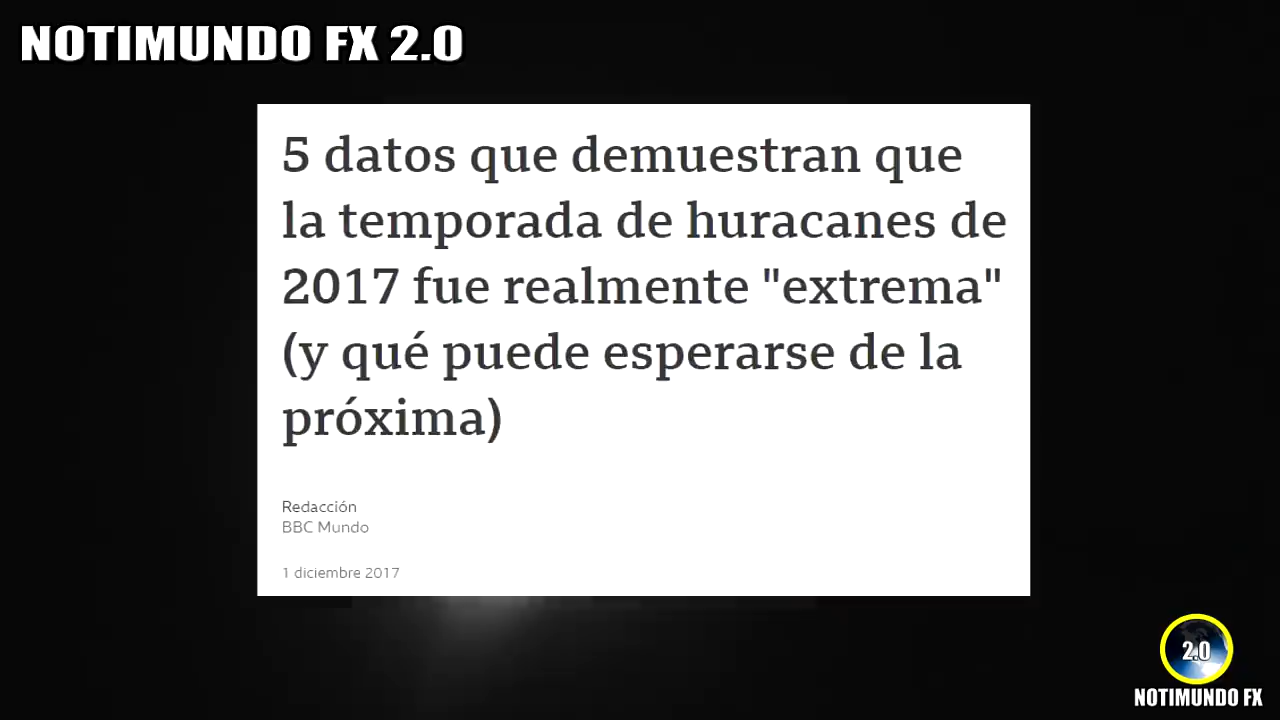 NOTIMUNDO FX 2.0
5 datos que demuestran que
la temporada de huracanes de
2017 fue realmente "extrema"
(y qué puede esperarse de la
próxima)
Redacción
BBC Mundo
1 diciembre 2017
2.0
NOTIMUNDO FX